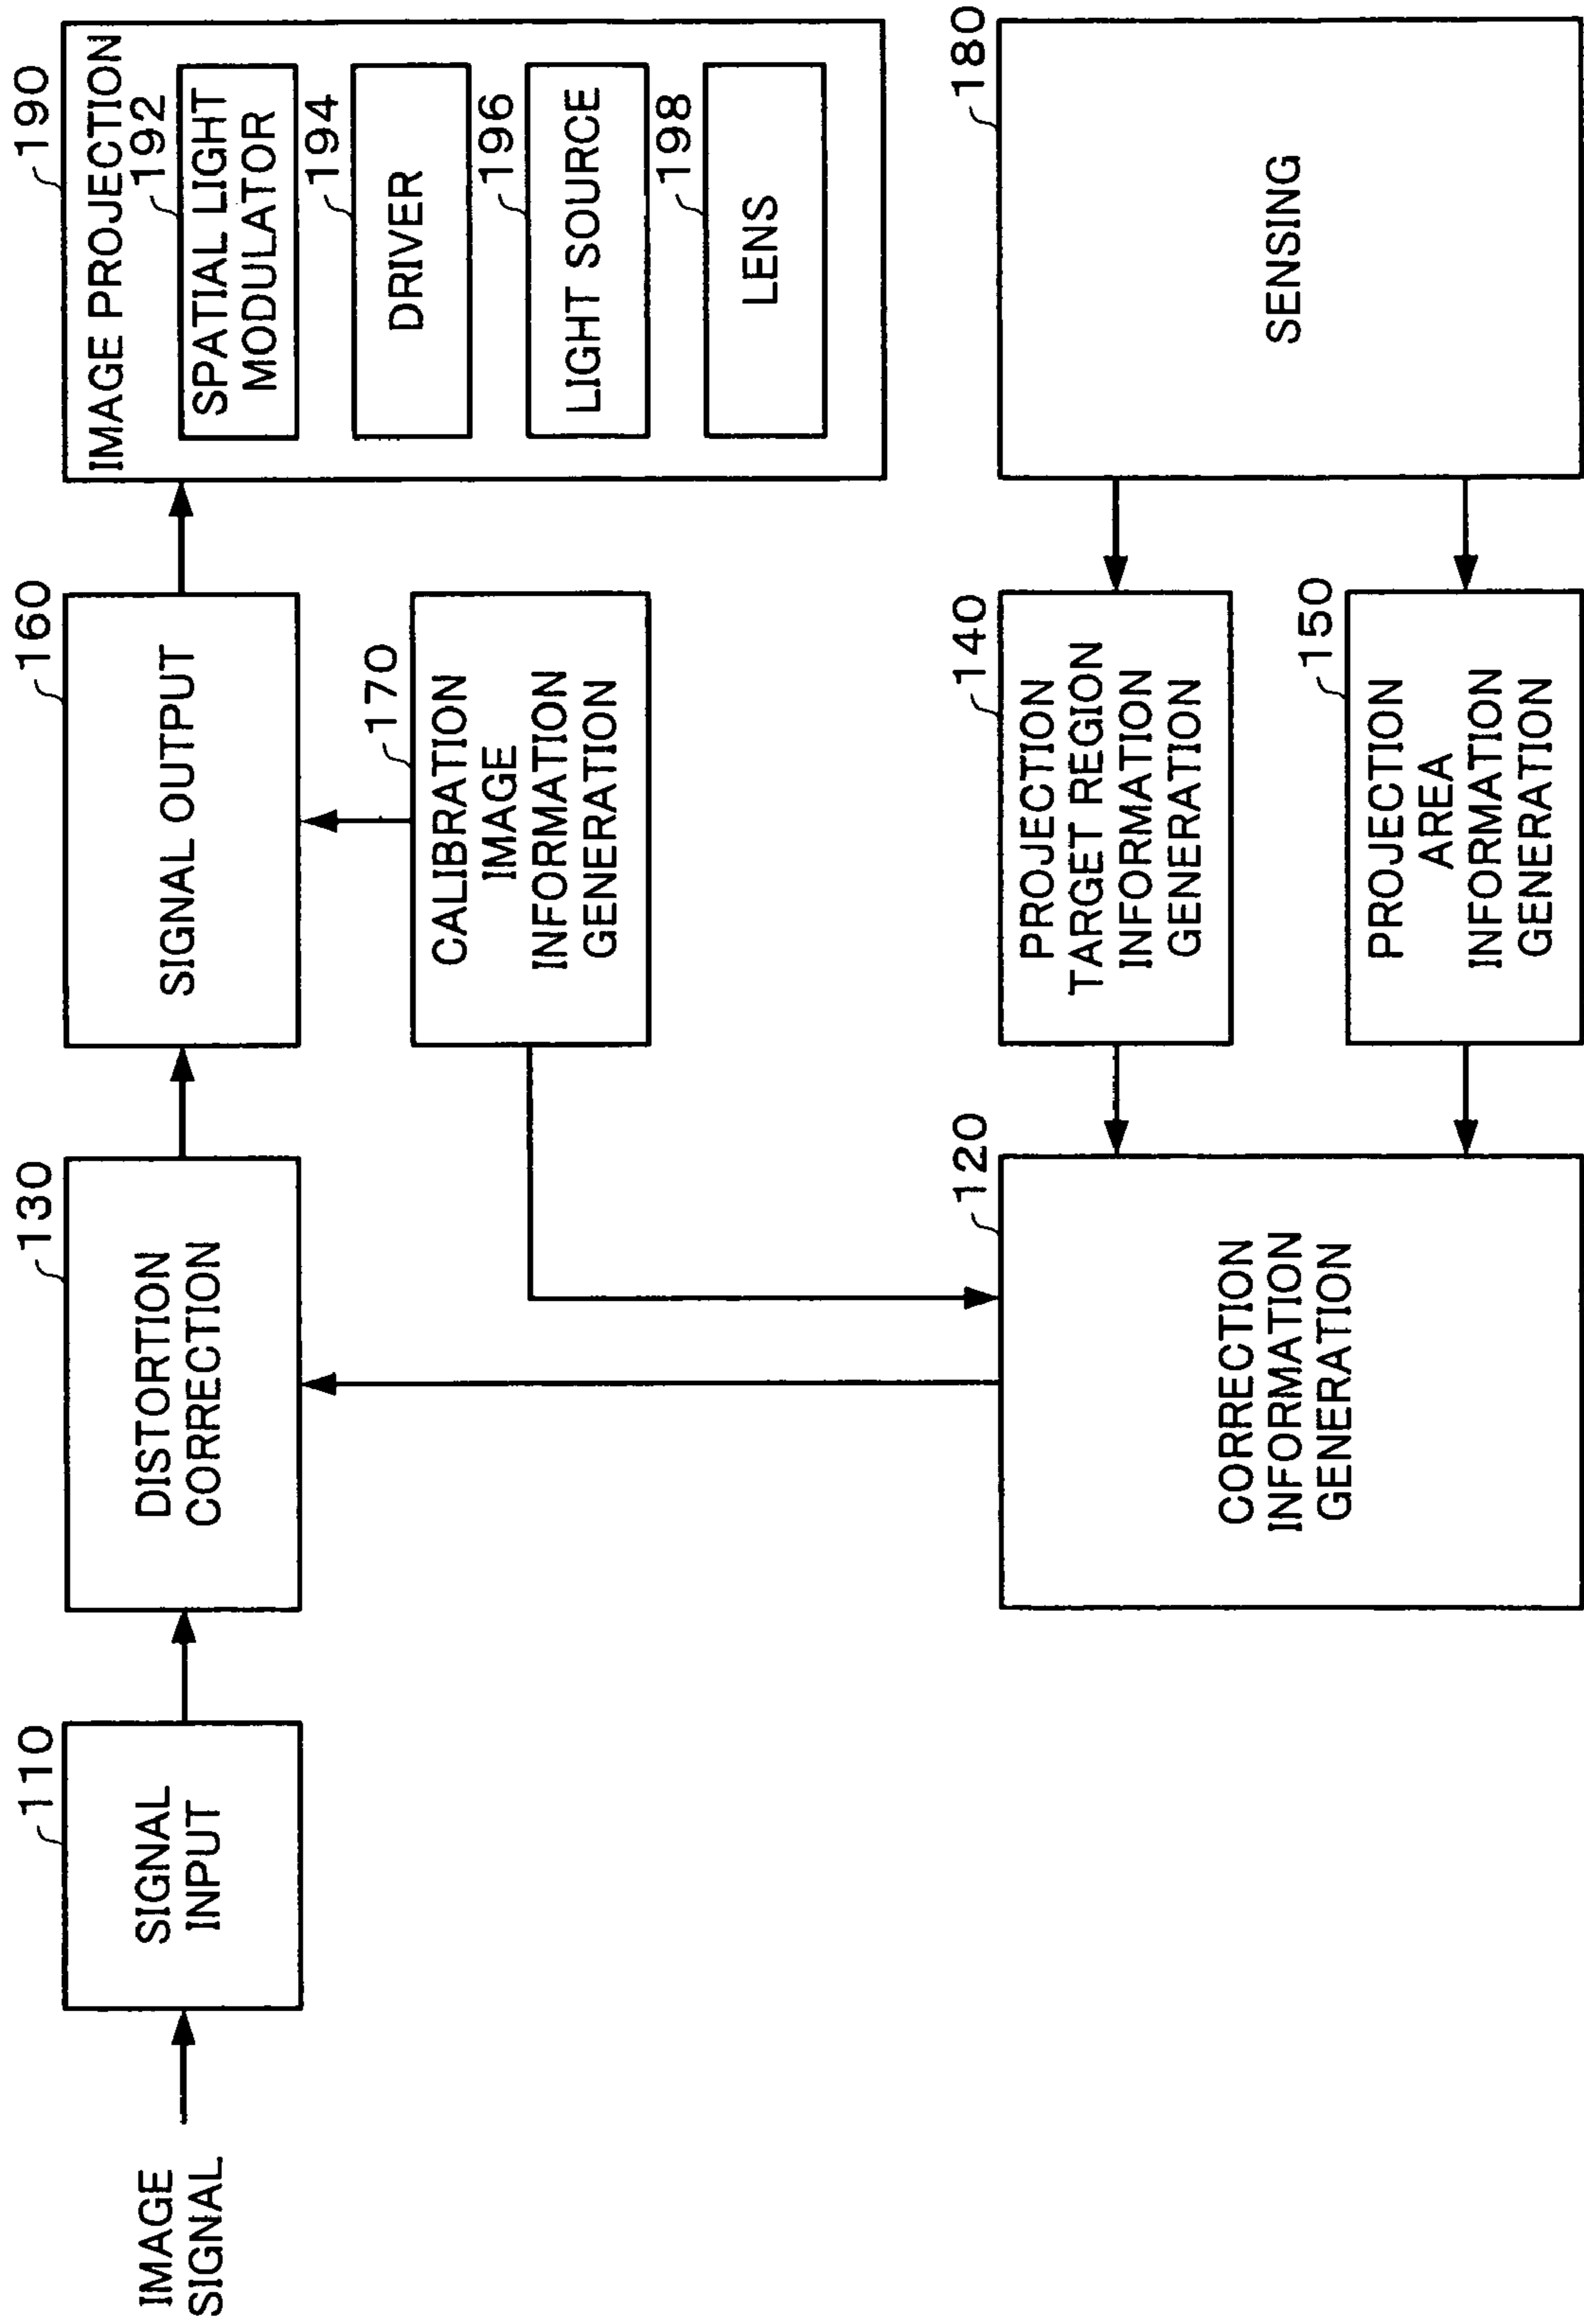 IMAGE
SIGNAL
110
SIGNAL
INPUT
130
DISTORTION
CORRECTION
160
SIGNAL OUTPUT
190
IMAGE PROJECTION
192
SPATIAL LIGHT
MODULATOR
194
DRIVER
196
LIGHT SOURCE
198
LENS
170
CALIBRATION
IMAGE
INFORMATION
GENERATION
120
CORRECTION
INFORMATION
GENERATION
140
PROJECTION
TARGET REGION
INFORMATION
GENERATION
150
PROJECTION
AREA
INFORMATION
GENERATION
180
SENSING